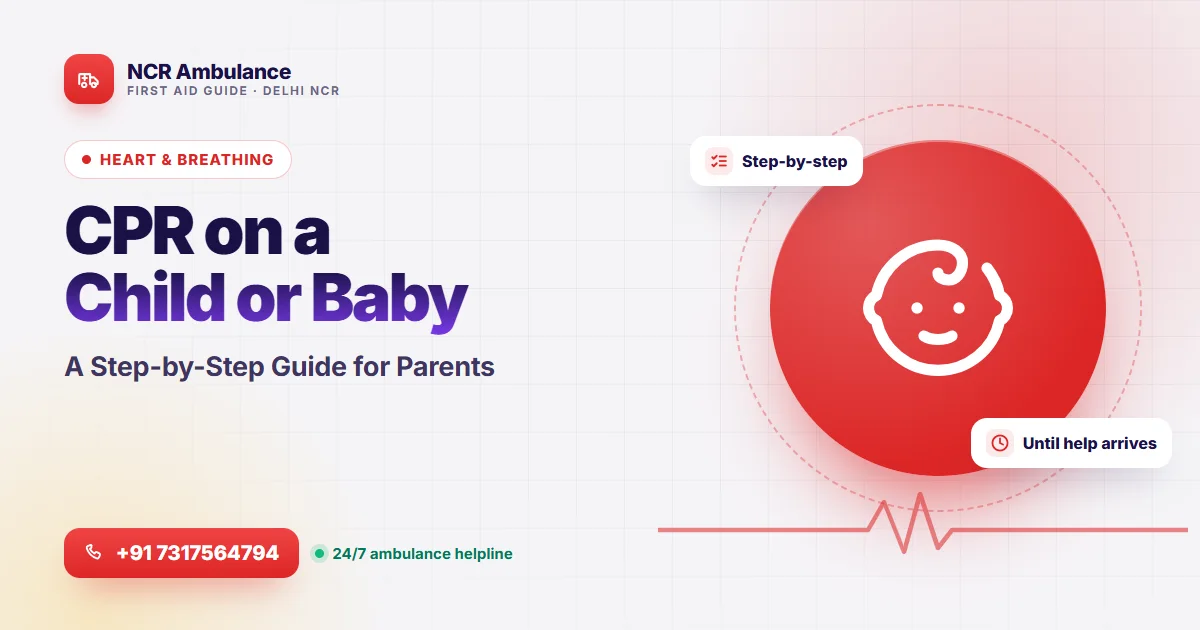 NCR Ambulance
FIRST AID GUIDE · DELHI NCR
HEART & BREATHING
CPR on a
Child or Baby
A Step-by-Step Guide for Parents
Step-by-step
Until help arrives
+91 7317564794
24/7 ambulance helpline